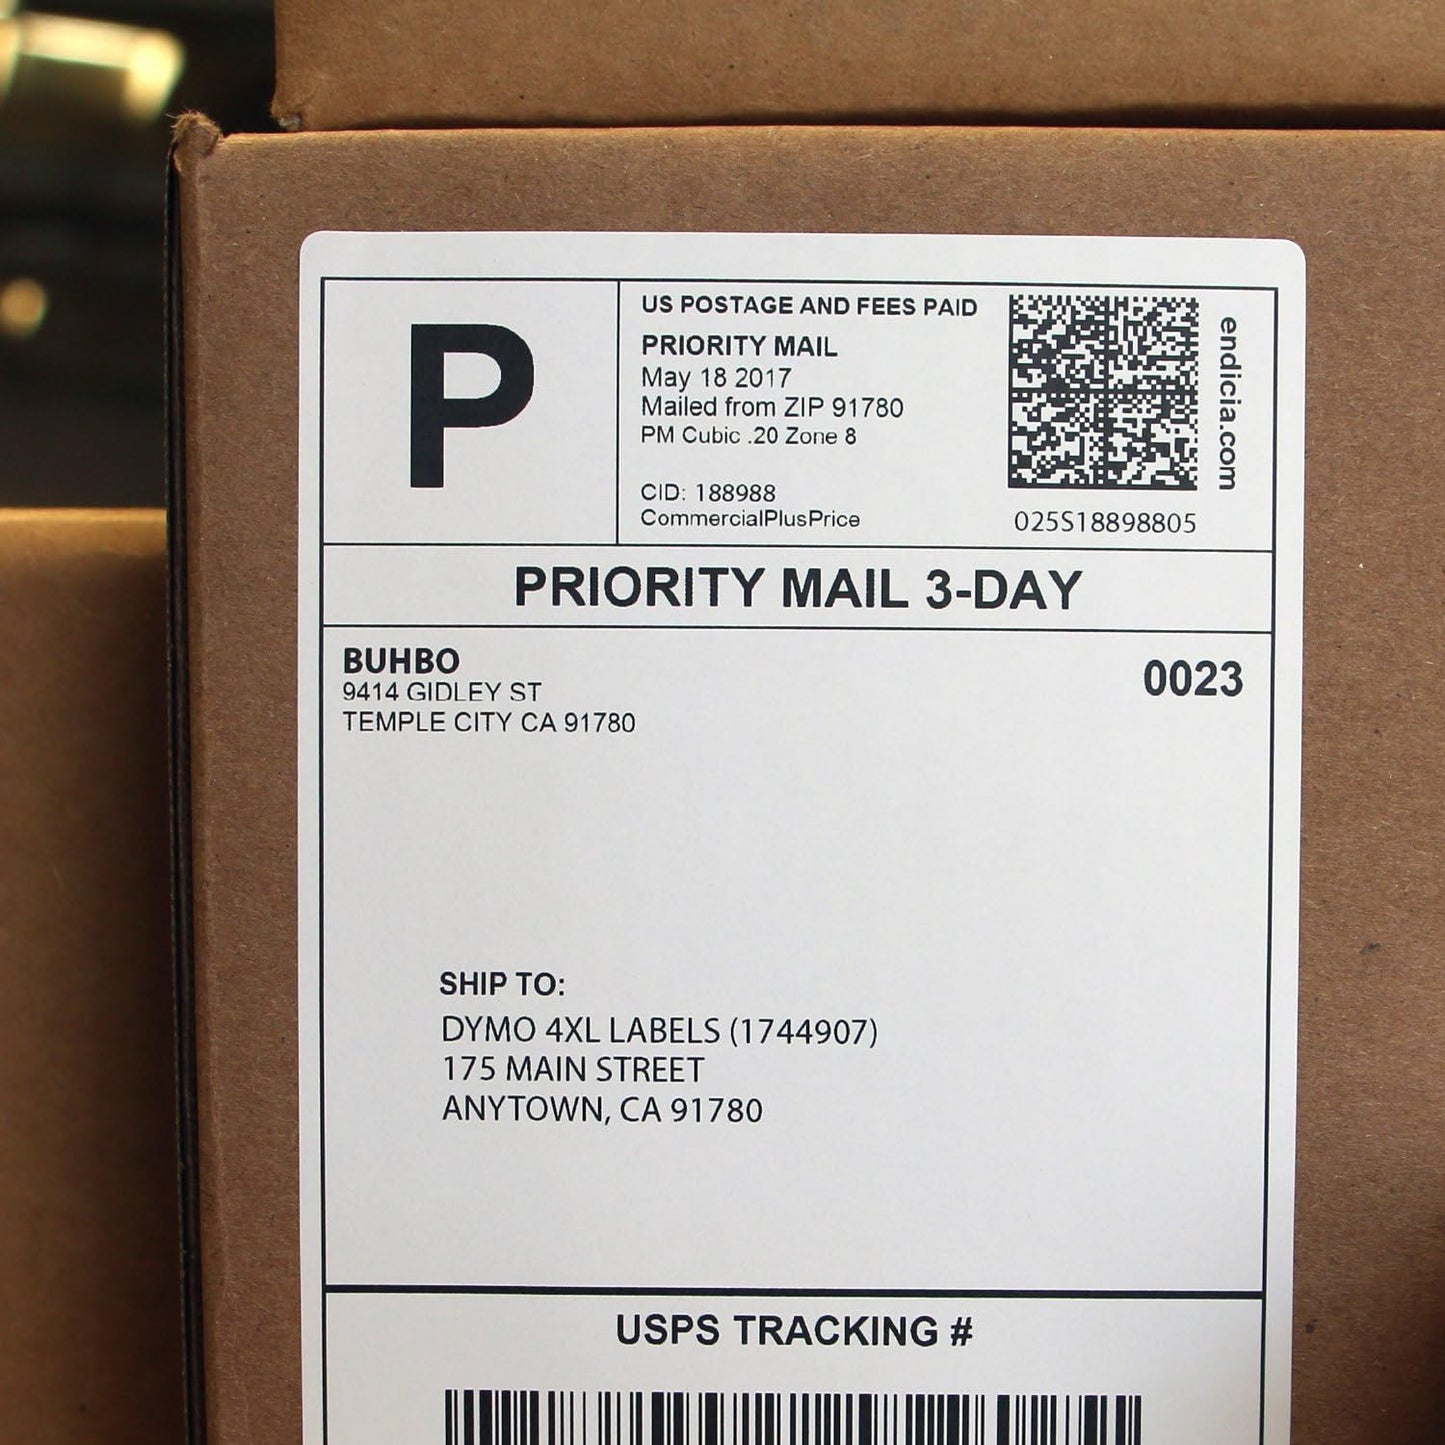 P
US POSTAGE AND FEES PAID
PRIORITY MAIL
May 18 2017
Mailed from ZIP 91780
PM Cubic .20 Zone 8
CID: 188988
CommercialPlusPrice
endicia.com
025S18898805
PRIORITY MAIL 3-DAY
BUHBO
9414 GIDLEY ST
TEMPLE CITY CA 91780
0023
SHIP TO:
DYMO 4XL LABELS (1744907)
175 MAIN STREET
ANYTOWN, CA 91780
USPS TRACKING #